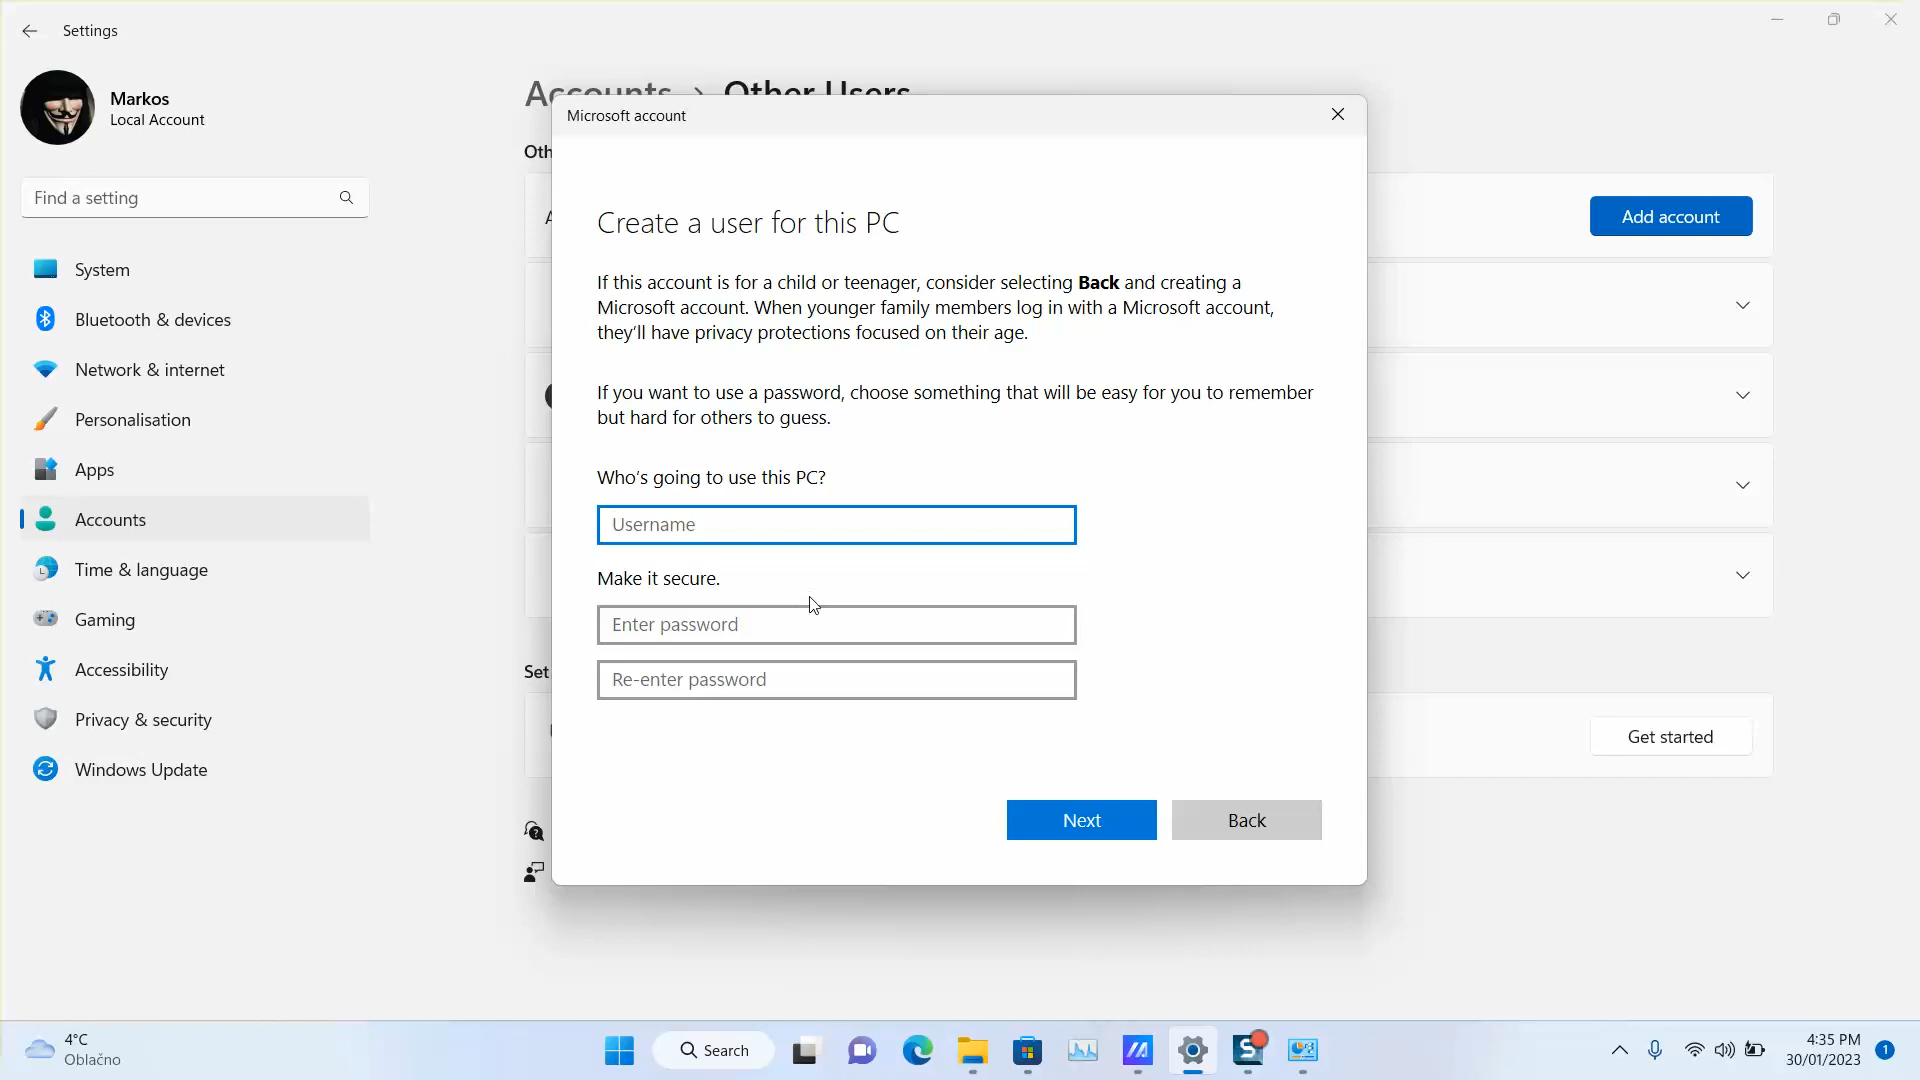 Settings
Markos
Local Account
Find a setting
System
Bluetooth & devices
Network & internet
Personalisation
Apps
Accounts
Time & language
Gaming
Accessibility
Privacy & security
Windows Update
Accounts > Other Users
Oth
Add account
Set
Get started
Microsoft account
Create a user for this PC
If this account is for a child or teenager, consider selecting Back and creating a
Microsoft account. When younger family members log in with a Microsoft account,
they'll have privacy protections focused on their age.
If you want to use a password, choose something that will be easy for you to remember
but hard for others to guess.
Who's going to use this PC?
Username
Make it secure.
Enter password
Re-enter password
Next
Back
4°C
Oblačno
Search
4:35 PM
30/01/2023
1